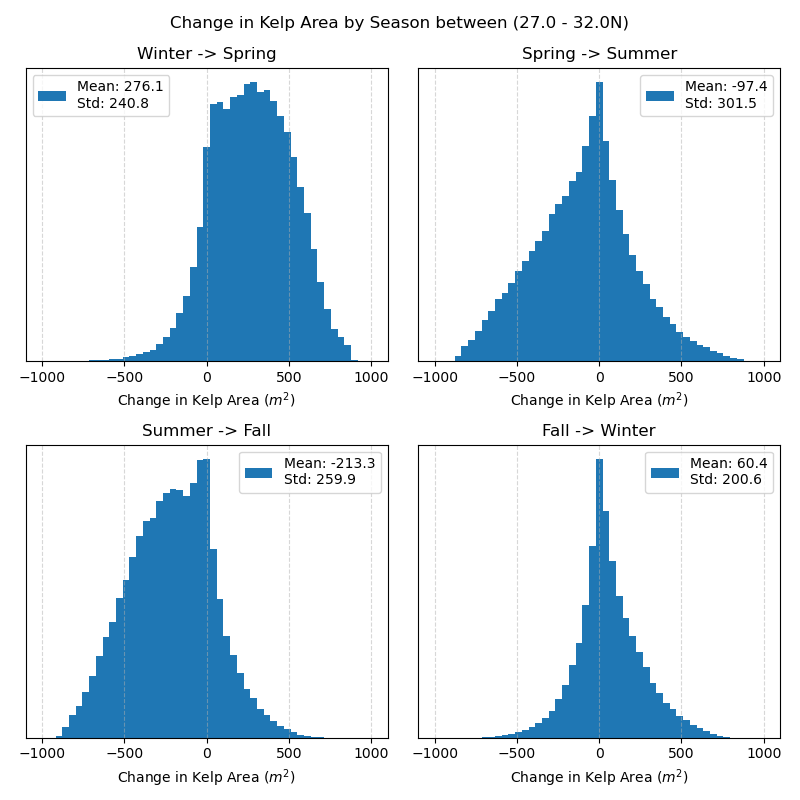 Change in Kelp Area by Season between (27.0 - 32.0N)
Winter -> Spring
Mean: 276.1
Std: 240.8
−1000 −500 0 500 1000
Change in Kelp Area (m²)
Spring -> Summer
Mean: -97.4
Std: 301.5
−1000 −500 0 500 1000
Change in Kelp Area (m²)
Summer -> Fall
Mean: -213.3
Std: 259.9
−1000 −500 0 500 1000
Change in Kelp Area (m²)
Fall -> Winter
Mean: 60.4
Std: 200.6
−1000 −500 0 500 1000
Change in Kelp Area (m²)